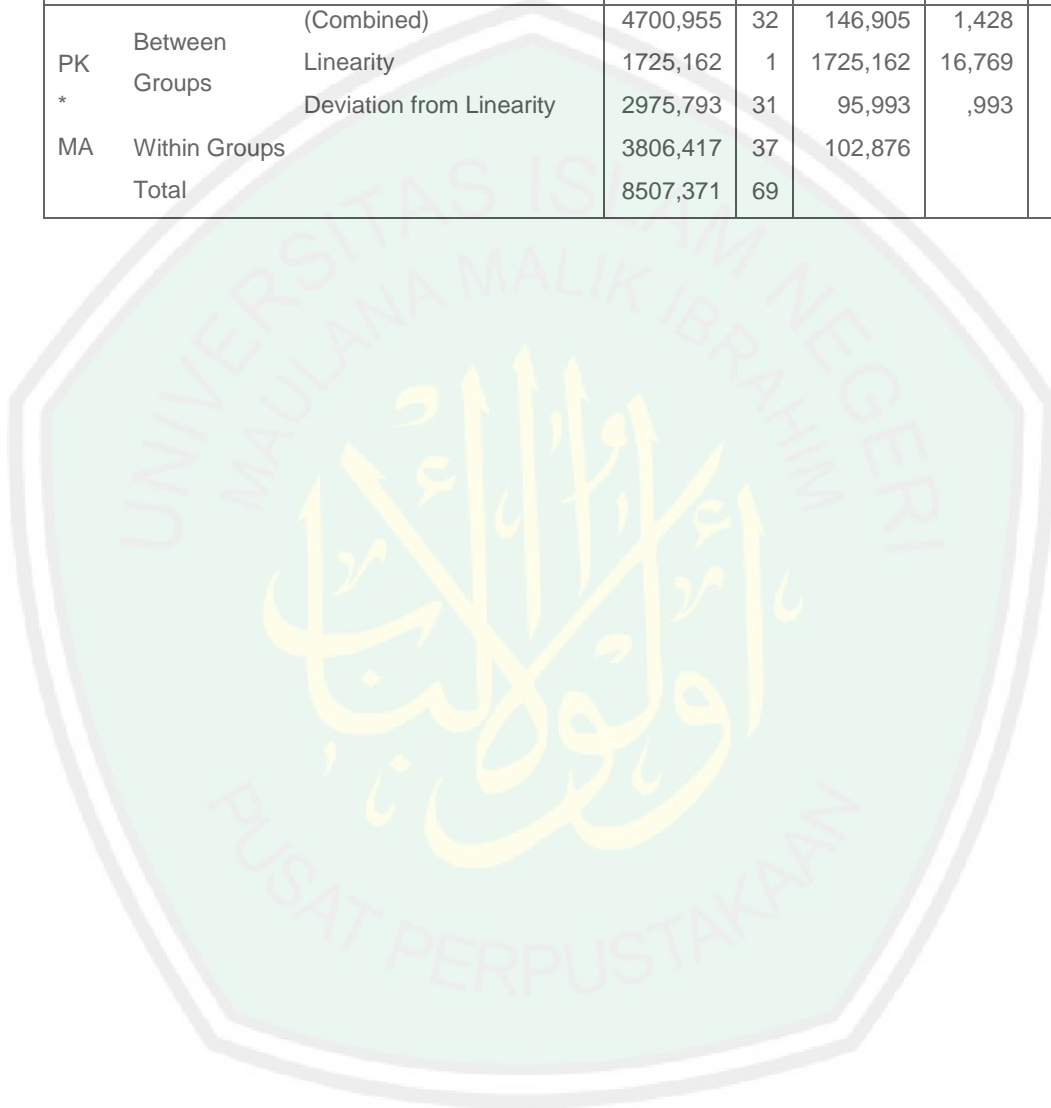 (Combined) 4700,955 32 146,905 1,428
Between Groups
Linearity 1725,162 1 1725,162 16,769
PK * MA
Deviation from Linearity 2975,793 31 95,993 ,993
Within Groups 3806,417 37 102,876
Total 8507,371 69
UNIVERSITAS ISLAM NEGERI
MAULANA MALIK IBRAHIM
PUSAT PERPUSTAKAAN